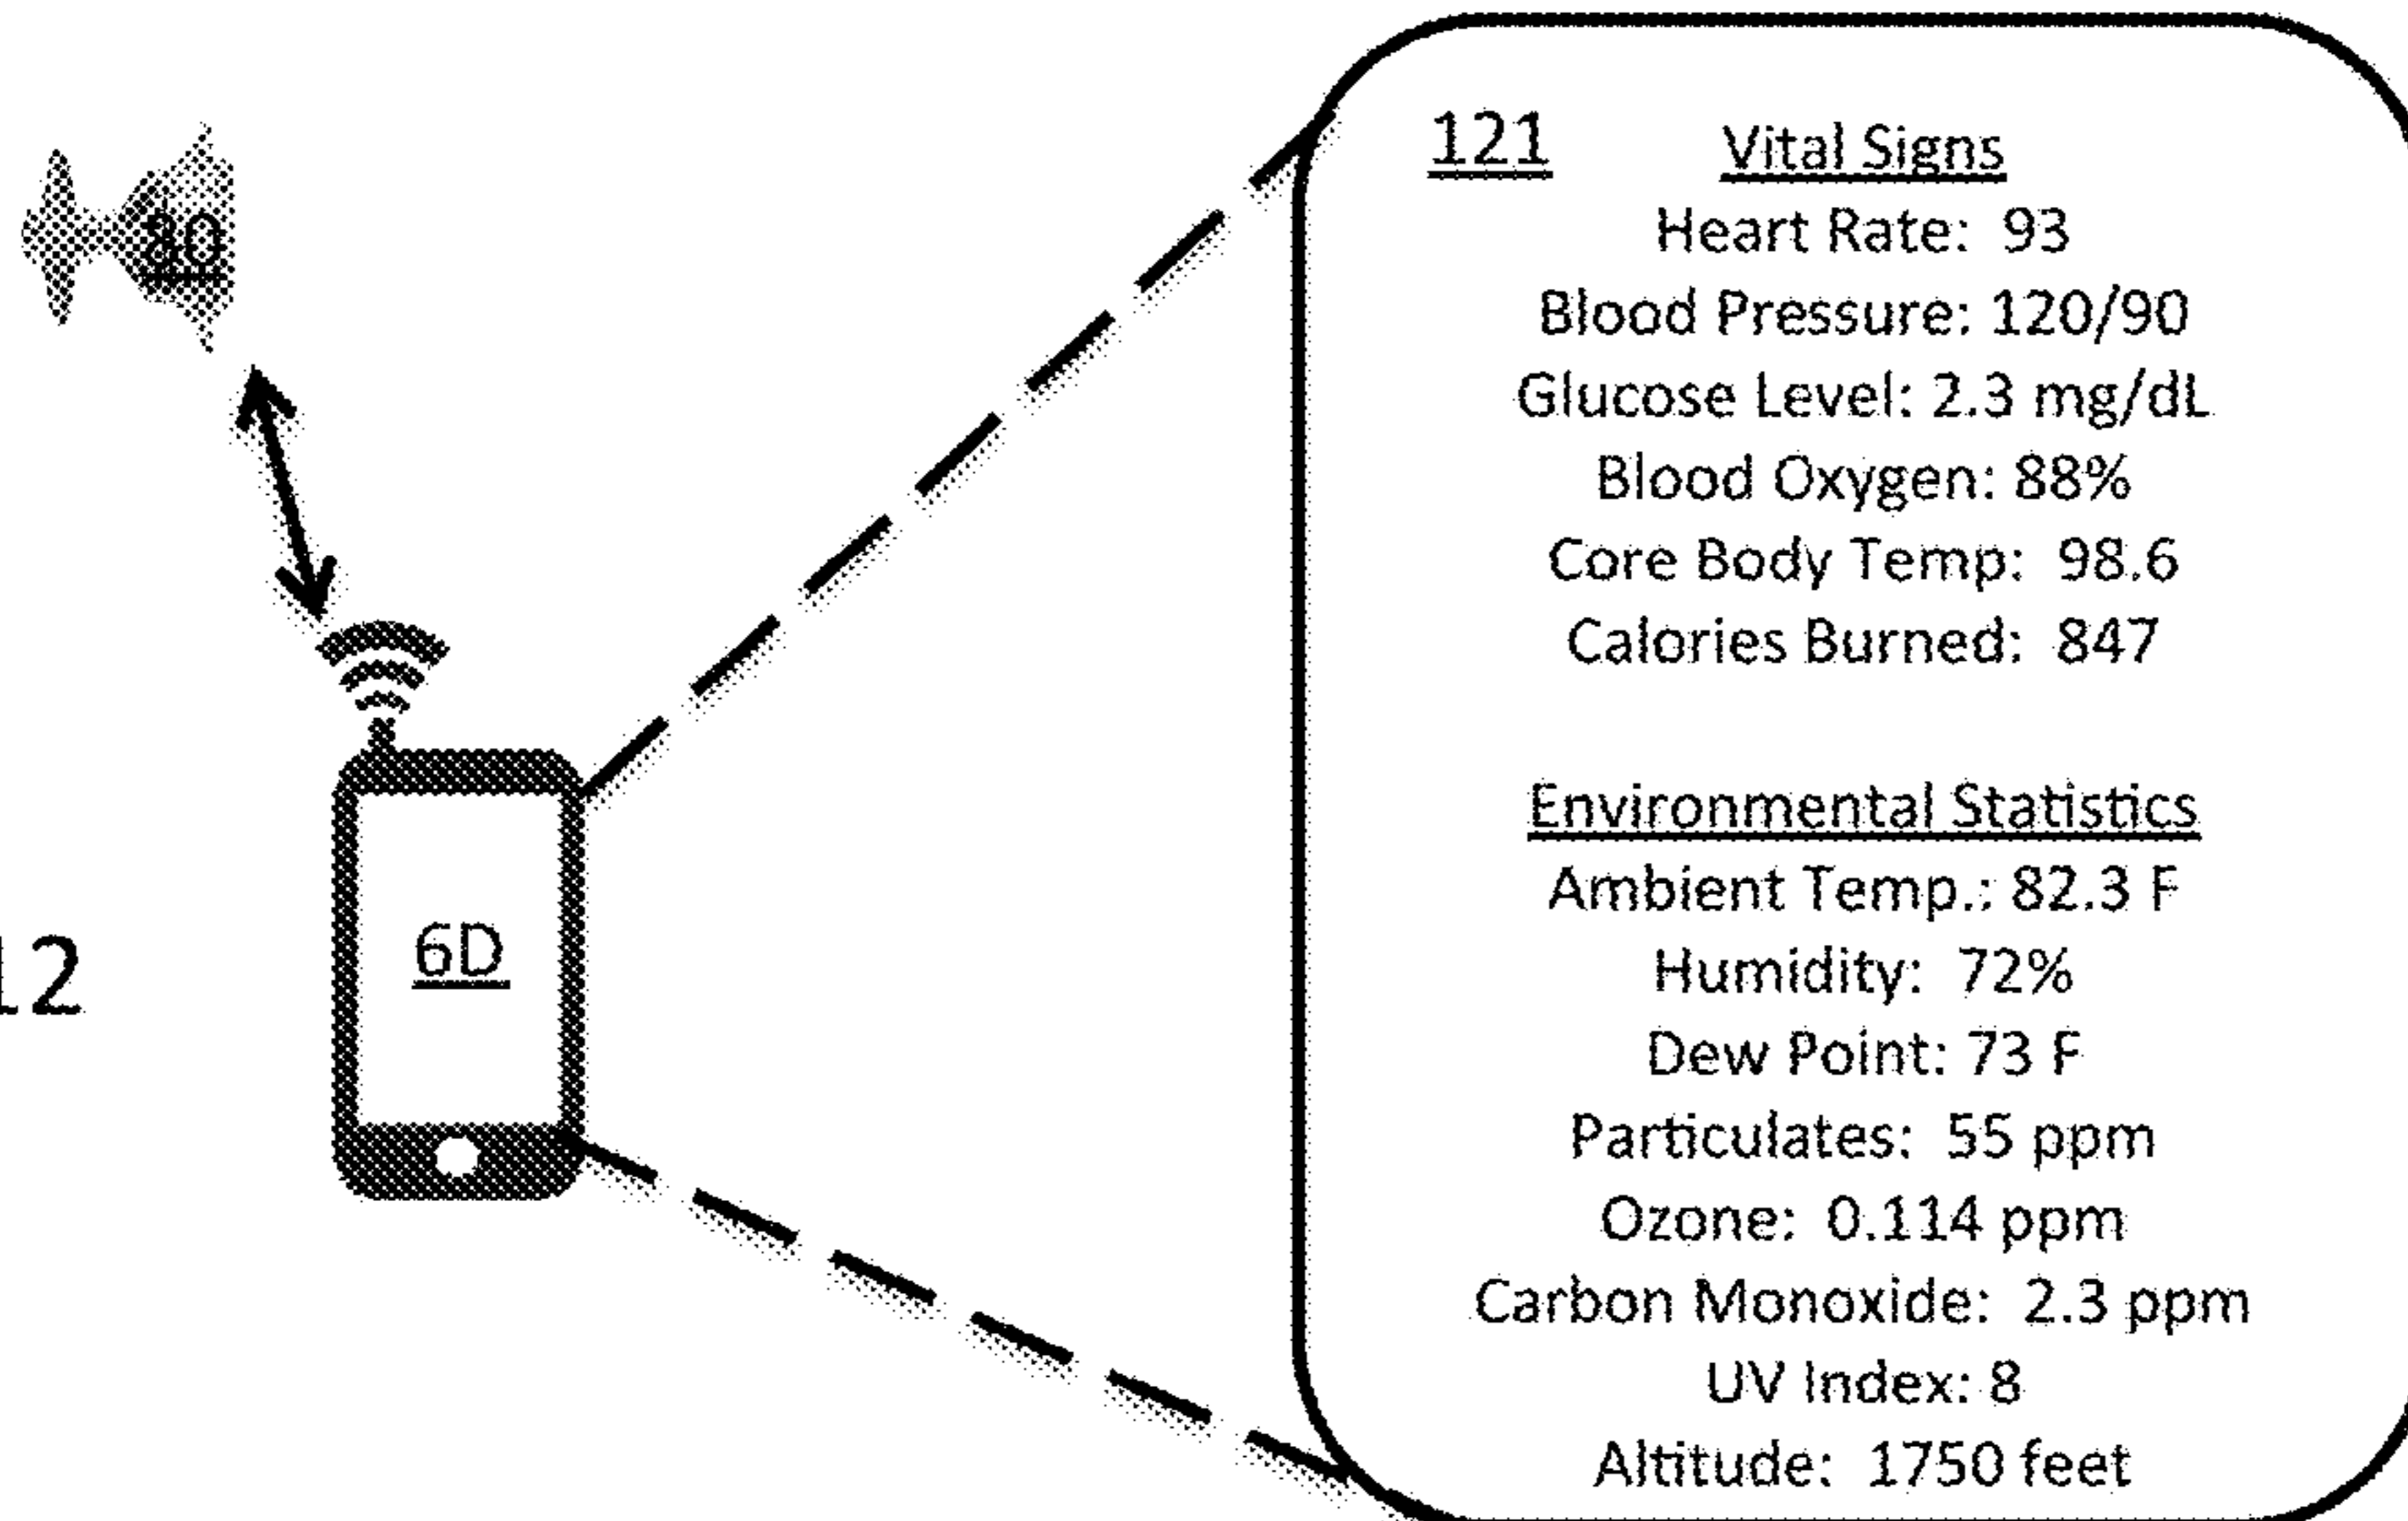 121 Vital Signs
Heart Rate: 93
Blood Pressure: 120/90
Glucose Level: 2.3 mg/dL
Blood Oxygen: 88%
Core Body Temp: 98.6
Calories Burned: 847
Environmental Statistics
Ambient Temp.: 82.3 F
Humidity: 72%
Dew Point: 73 F
Particulates: 55 ppm
Ozone: 0.114 ppm
Carbon Monoxide: 2.3 ppm
UV Index: 8
Altitude: 1750 feet
80
6D
12